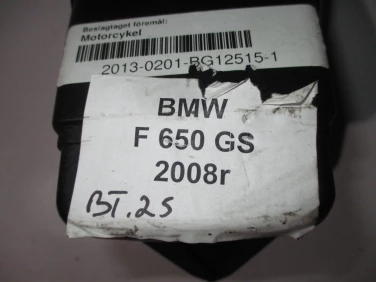 Beslagtaget föremål:
Motorcykel
2013-0201-BG12515-1
BMW
F 650 GS
2008r
BT.25